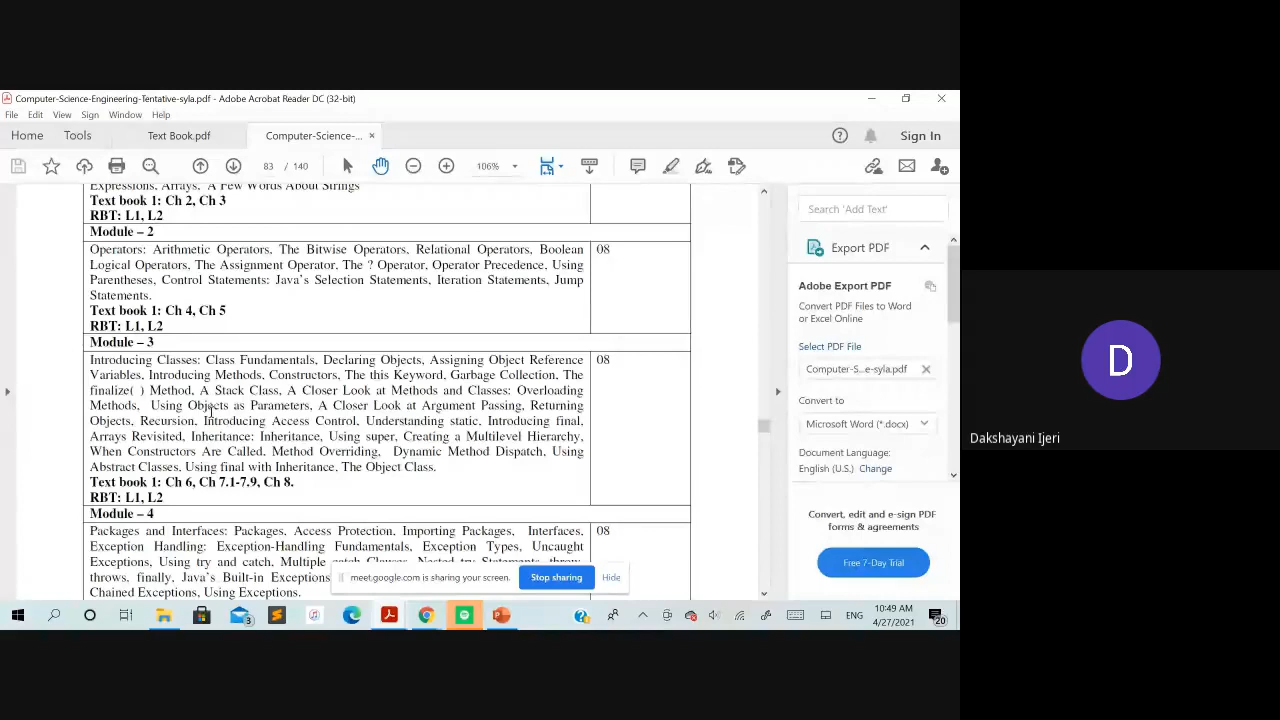 Computer-Science-Engineering-Tentative-syla.pdf - Adobe Acrobat Reader DC (32-bit)
File Edit View Sign Window Help
Home Tools Text Book.pdf Computer-Science-... × Sign In
83 / 140 106%
Expressions, Arrays, A Few Words About Strings
Text book 1: Ch 2, Ch 3
RBT: L1, L2
Module – 2
Operators: Arithmetic Operators, The Bitwise Operators, Relational Operators, Boolean 08
Logical Operators, The Assignment Operator, The ? Operator, Operator Precedence, Using
Parentheses, Control Statements: Java's Selection Statements, Iteration Statements, Jump
Statements.
Text book 1: Ch 4, Ch 5
RBT: L1, L2
Module – 3
Introducing Classes: Class Fundamentals, Declaring Objects, Assigning Object Reference 08
Variables, Introducing Methods, Constructors, The this Keyword, Garbage Collection, The
finalize( ) Method, A Stack Class, A Closer Look at Methods and Classes: Overloading
Methods, Using Objects as Parameters, A Closer Look at Argument Passing, Returning
Objects, Recursion, Introducing Access Control, Understanding static, Introducing final,
Arrays Revisited, Inheritance: Inheritance, Using super, Creating a Multilevel Hierarchy,
When Constructors Are Called, Method Overriding, Dynamic Method Dispatch, Using
Abstract Classes, Using final with Inheritance, The Object Class.
Text book 1: Ch 6, Ch 7.1-7.9, Ch 8.
RBT: L1, L2
Module – 4
Packages and Interfaces: Packages, Access Protection, Importing Packages, Interfaces, 08
Exception Handling: Exception-Handling Fundamentals, Exception Types, Uncaught
Exceptions, Using try and catch, Multiple catch Clauses, Nested try Statements, throw,
throws, finally, Java's Built-in Exceptions
Chained Exceptions, Using Exceptions.
meet.google.com is sharing your screen. Stop sharing Hide
Search 'Add Text'
Export PDF
Adobe Export PDF
Convert PDF Files to Word
or Excel Online
Select PDF File
Computer-S...e-syla.pdf ×
Convert to
Microsoft Word (*.docx)
Document Language:
English (U.S.) Change
Convert, edit and e-sign PDF
forms & agreements
Free 7-Day Trial
3
ENG
10:49 AM
4/27/2021
20
D
Dakshayani Ijeri